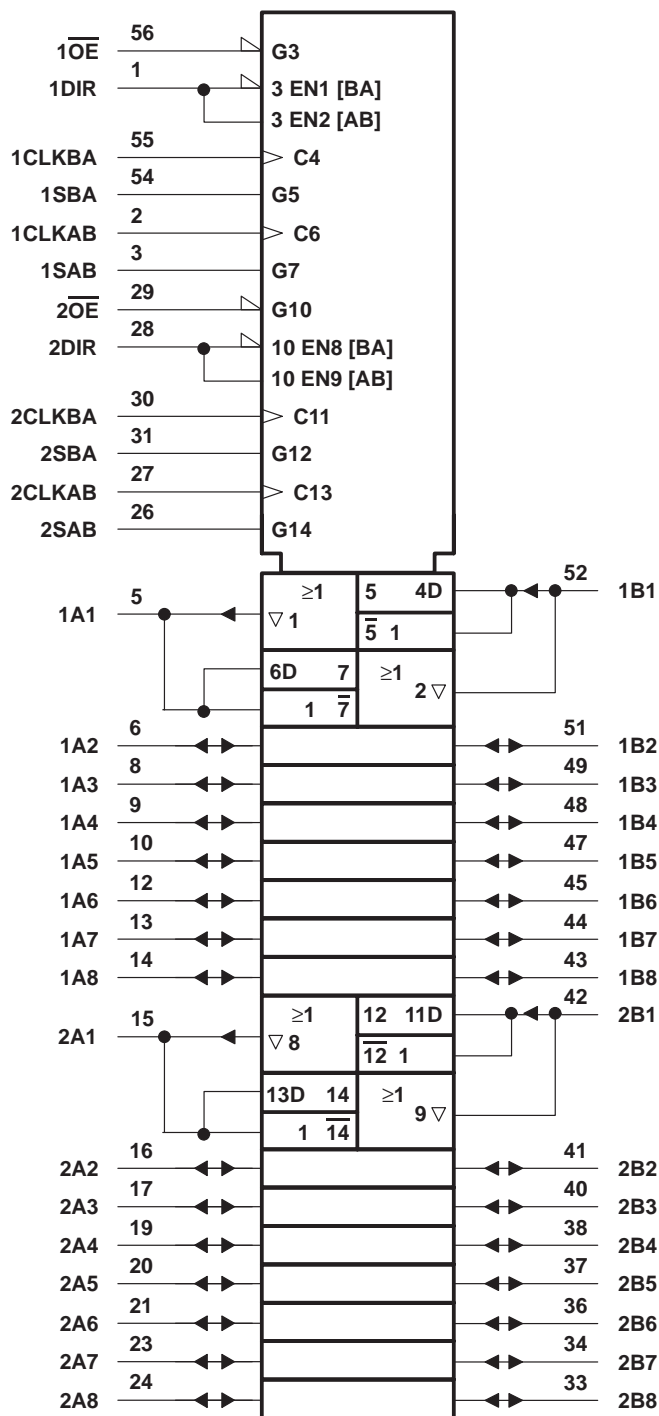 56
1O̅E̅ G3
1
1DIR 3 EN1 [BA]
3 EN2 [AB]
55
1CLKBA C4
54
1SBA G5
2
1CLKAB C6
3
1SAB G7
29
2O̅E̅ G10
28
2DIR 10 EN8 [BA]
10 EN9 [AB]
30
2CLKBA C11
31
2SBA G12
27
2CLKAB C13
26
2SAB G14
5 ≥1 5 4D 52
1A1 ▽ 1 5̅ 1 1B1
6D 7 ≥1
1 7̅ 2 ▽
6 51
1A2 1B2
8 49
1A3 1B3
9 48
1A4 1B4
10 47
1A5 1B5
12 45
1A6 1B6
13 44
1A7 1B7
14 43
1A8 1B8
15 ≥1 12 11D 42
2A1 ▽ 8 1̅2̅ 1 2B1
13D 14 ≥1
1 1̅4̅ 9 ▽
16 41
2A2 2B2
17 40
2A3 2B3
19 38
2A4 2B4
20 37
2A5 2B5
21 36
2A6 2B6
23 34
2A7 2B7
24 33
2A8 2B8